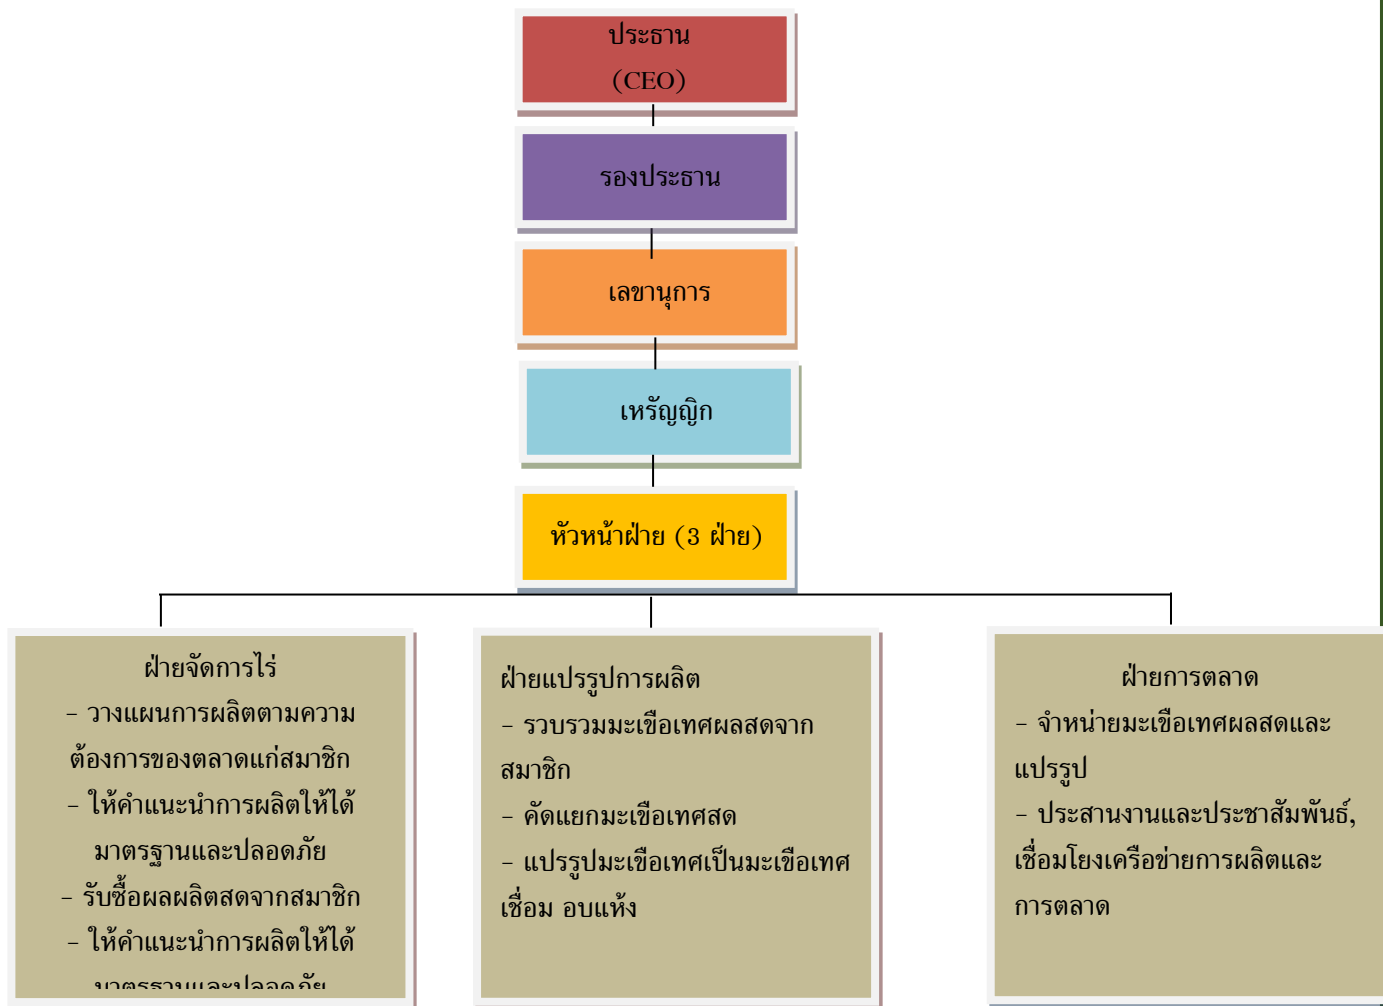 ประธาน
(CEO)
รองประธาน
เลขานุการ
เหรัญญิก
หัวหน้าฝ่าย (3 ฝ่าย)
ฝ่ายจัดการไร่
- วางแผนการผลิตตามความ
ต้องการของตลาดแก่สมาชิก
- ให้คำแนะนำการผลิตให้ได้
มาตรฐานและปลอดภัย
- รับซื้อผลผลิตสดจากสมาชิก
- ให้คำแนะนำการผลิตให้ได้
มาตรฐานและปลอดภัย
ฝ่ายแปรรูปการผลิต
- รวบรวมมะเขือเทศผลสดจาก
สมาชิก
- คัดแยกมะเขือเทศสด
- แปรรูปมะเขือเทศเป็นมะเขือเทศ
เชื่อม อบแห้ง
ฝ่ายการตลาด
- จำหน่ายมะเขือเทศผลสดและ
แปรรูป
- ประสานงานและประชาสัมพันธ์,
เชื่อมโยงเครือข่ายการผลิตและ
การตลาด